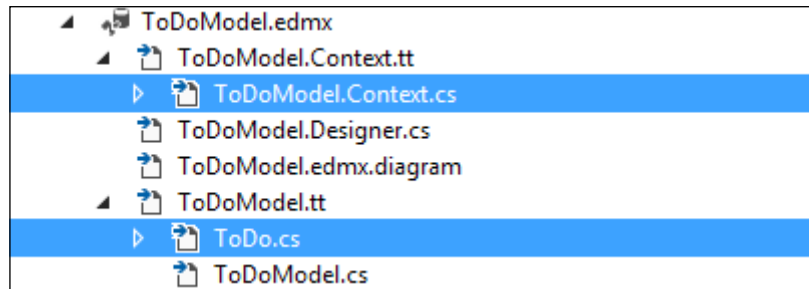 ToDoModel.edmx
ToDoModel.Context.tt
ToDoModel.Context.cs
ToDoModel.Designer.cs
ToDoModel.edmx.diagram
ToDoModel.tt
ToDo.cs
ToDoModel.cs